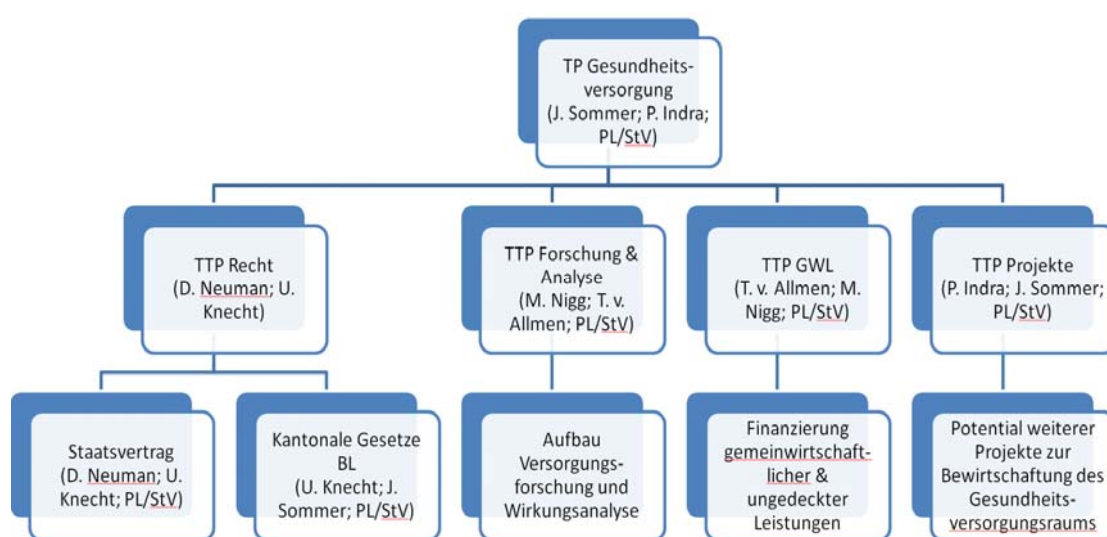 TP Gesundheits-
versorgung
(J. Sommer; P. Indra;
PL/StV)
TTP Recht
(D. Neuman; U.
Knecht)
TTP Forschung &
Analyse
(M. Nigg; T. v.
Allmen; PL/StV)
TTP GWL
(T. v. Allmen; M.
Nigg; PL/StV)
TTP Projekte
(P. Indra; J. Sommer;
PL/StV)
Staatsvertrag
(D. Neuman; U.
Knecht; PL/StV)
Kantonale Gesetze
BL
(U. Knecht; J.
Sommer; PL/StV)
Aufbau
Versorgungs-
forschung und
Wirkungsanalyse
Finanzierung
gemeinwirtschaft-
licher &
ungedeckter
Leistungen
Potential weiterer
Projekte zur
Bewirtschaftung des
Gesundheits-
versorgungsraums